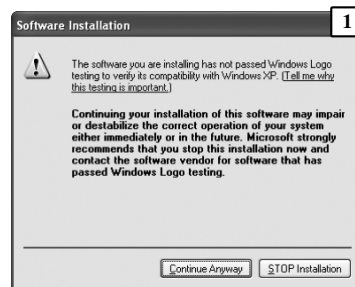 Software Installation
1
The software you are installing has not passed Windows Logo
testing to verify its compatibility with Windows XP. (Tell me why
this testing is important.)
Continuing your installation of this software may impair
or destabilize the correct operation of your system
either immediately or in the future. Microsoft strongly
recommends that you stop this installation now and
contact the software vendor for software that has
passed Windows Logo testing.
Continue Anyway
STOP Installation